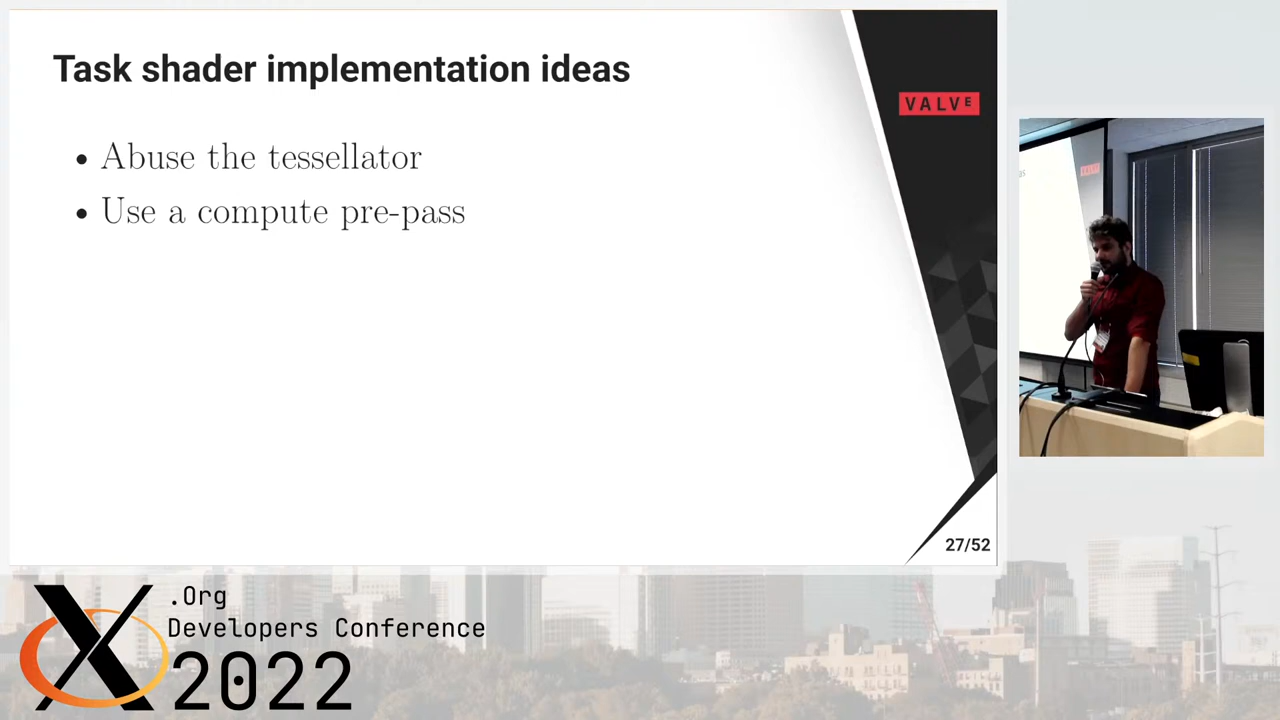 Task shader implementation ideas
VALVE
• Abuse the tessellator
• Use a compute pre-pass
27/52
X.Org
Developers Conference
2022